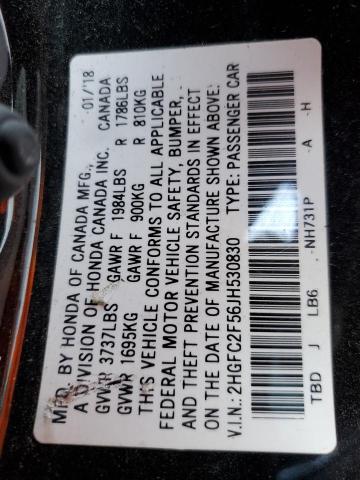 MFD. BY HONDA OF CANADA MFG., 01/18
A DIVISION OF HONDA CANADA INC. CANADA
GVWR 3737LBS GAWR F 1984LBS R 1786LBS
GVWR 1695KG GAWR F 900KG R 810KG
THIS VEHICLE CONFORMS TO ALL APPLICABLE
FEDERAL MOTOR VEHICLE SAFETY, BUMPER,
AND THEFT PREVENTION STANDARDS IN EFFECT
ON THE DATE OF MANUFACTURE SHOWN ABOVE.
V.I.N.: 2HGFC2F56JH530830 TYPE: PASSENGER CAR
TBD J LB6 -NH731P -A -H